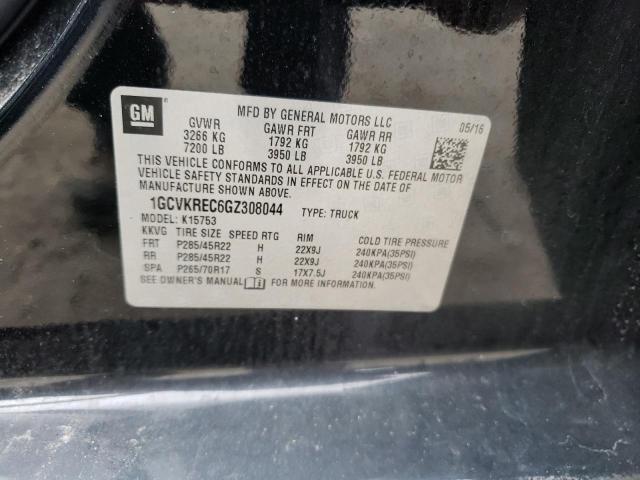 GM
MFD BY GENERAL MOTORS LLC 05/16
GVWR GAWR FRT GAWR RR
3266 KG 1792 KG 1792 KG
7200 LB 3950 LB 3950 LB
THIS VEHICLE CONFORMS TO ALL APPLICABLE U.S. FEDERAL MOTOR
VEHICLE SAFETY STANDARDS IN EFFECT ON THE DATE OF
MANUFACTURE SHOWN ABOVE.
1GCVKREC6GZ308044 TYPE: TRUCK
MODEL: K15753
KKVG TIRE SIZE SPEED RTG RIM COLD TIRE PRESSURE
FRT P285/45R22 H 22X9J 240KPA(35PSI)
RR P285/45R22 H 22X9J 240KPA(35PSI)
SPA P265/70R17 S 17X7.5J 240KPA(35PSI)
SEE OWNER'S MANUAL FOR MORE INFORMATION.